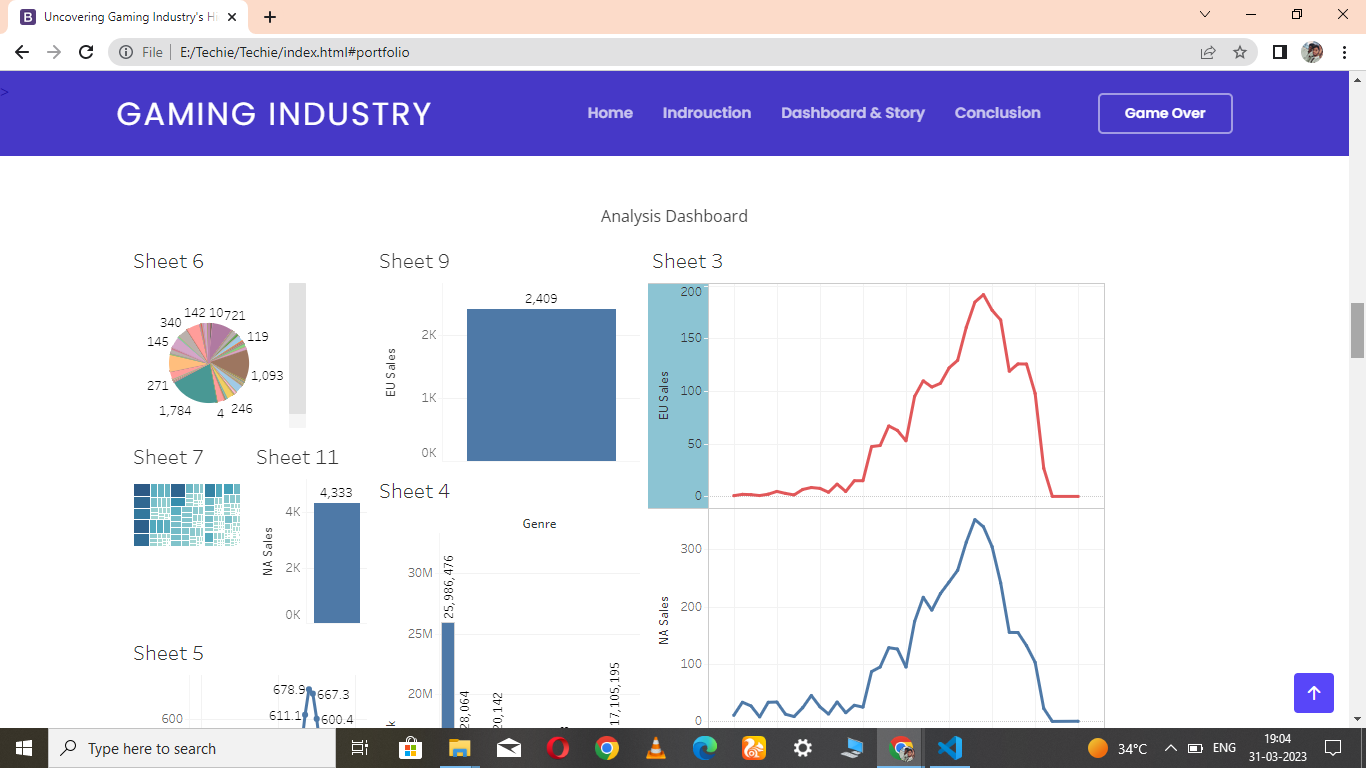 Uncovering Gaming Industry's Hi
File
E:/Techie/Techie/index.html#portfolio
>
GAMING INDUSTRY
Home
Indrouction
Dashboard & Story
Conclusion
Game Over
Analysis Dashboard
Sheet 6
142
10
721
340
119
145
1,093
271
246
1,784
4
Sheet 9
2,409
2K
1K
0K
EU Sales
Sheet 3
200
150
100
50
0
EU Sales
300
200
100
0
NA Sales
Sheet 7
Sheet 11
4,333
4K
2K
0K
NA Sales
Sheet 4
Genre
30M
25M
20M
25,986,476
28,064
20,142
17,105,195
Sheet 5
678.9
667.3
611.1
600.4
600
Type here to search
34°C
ENG
19:04
31-03-2023